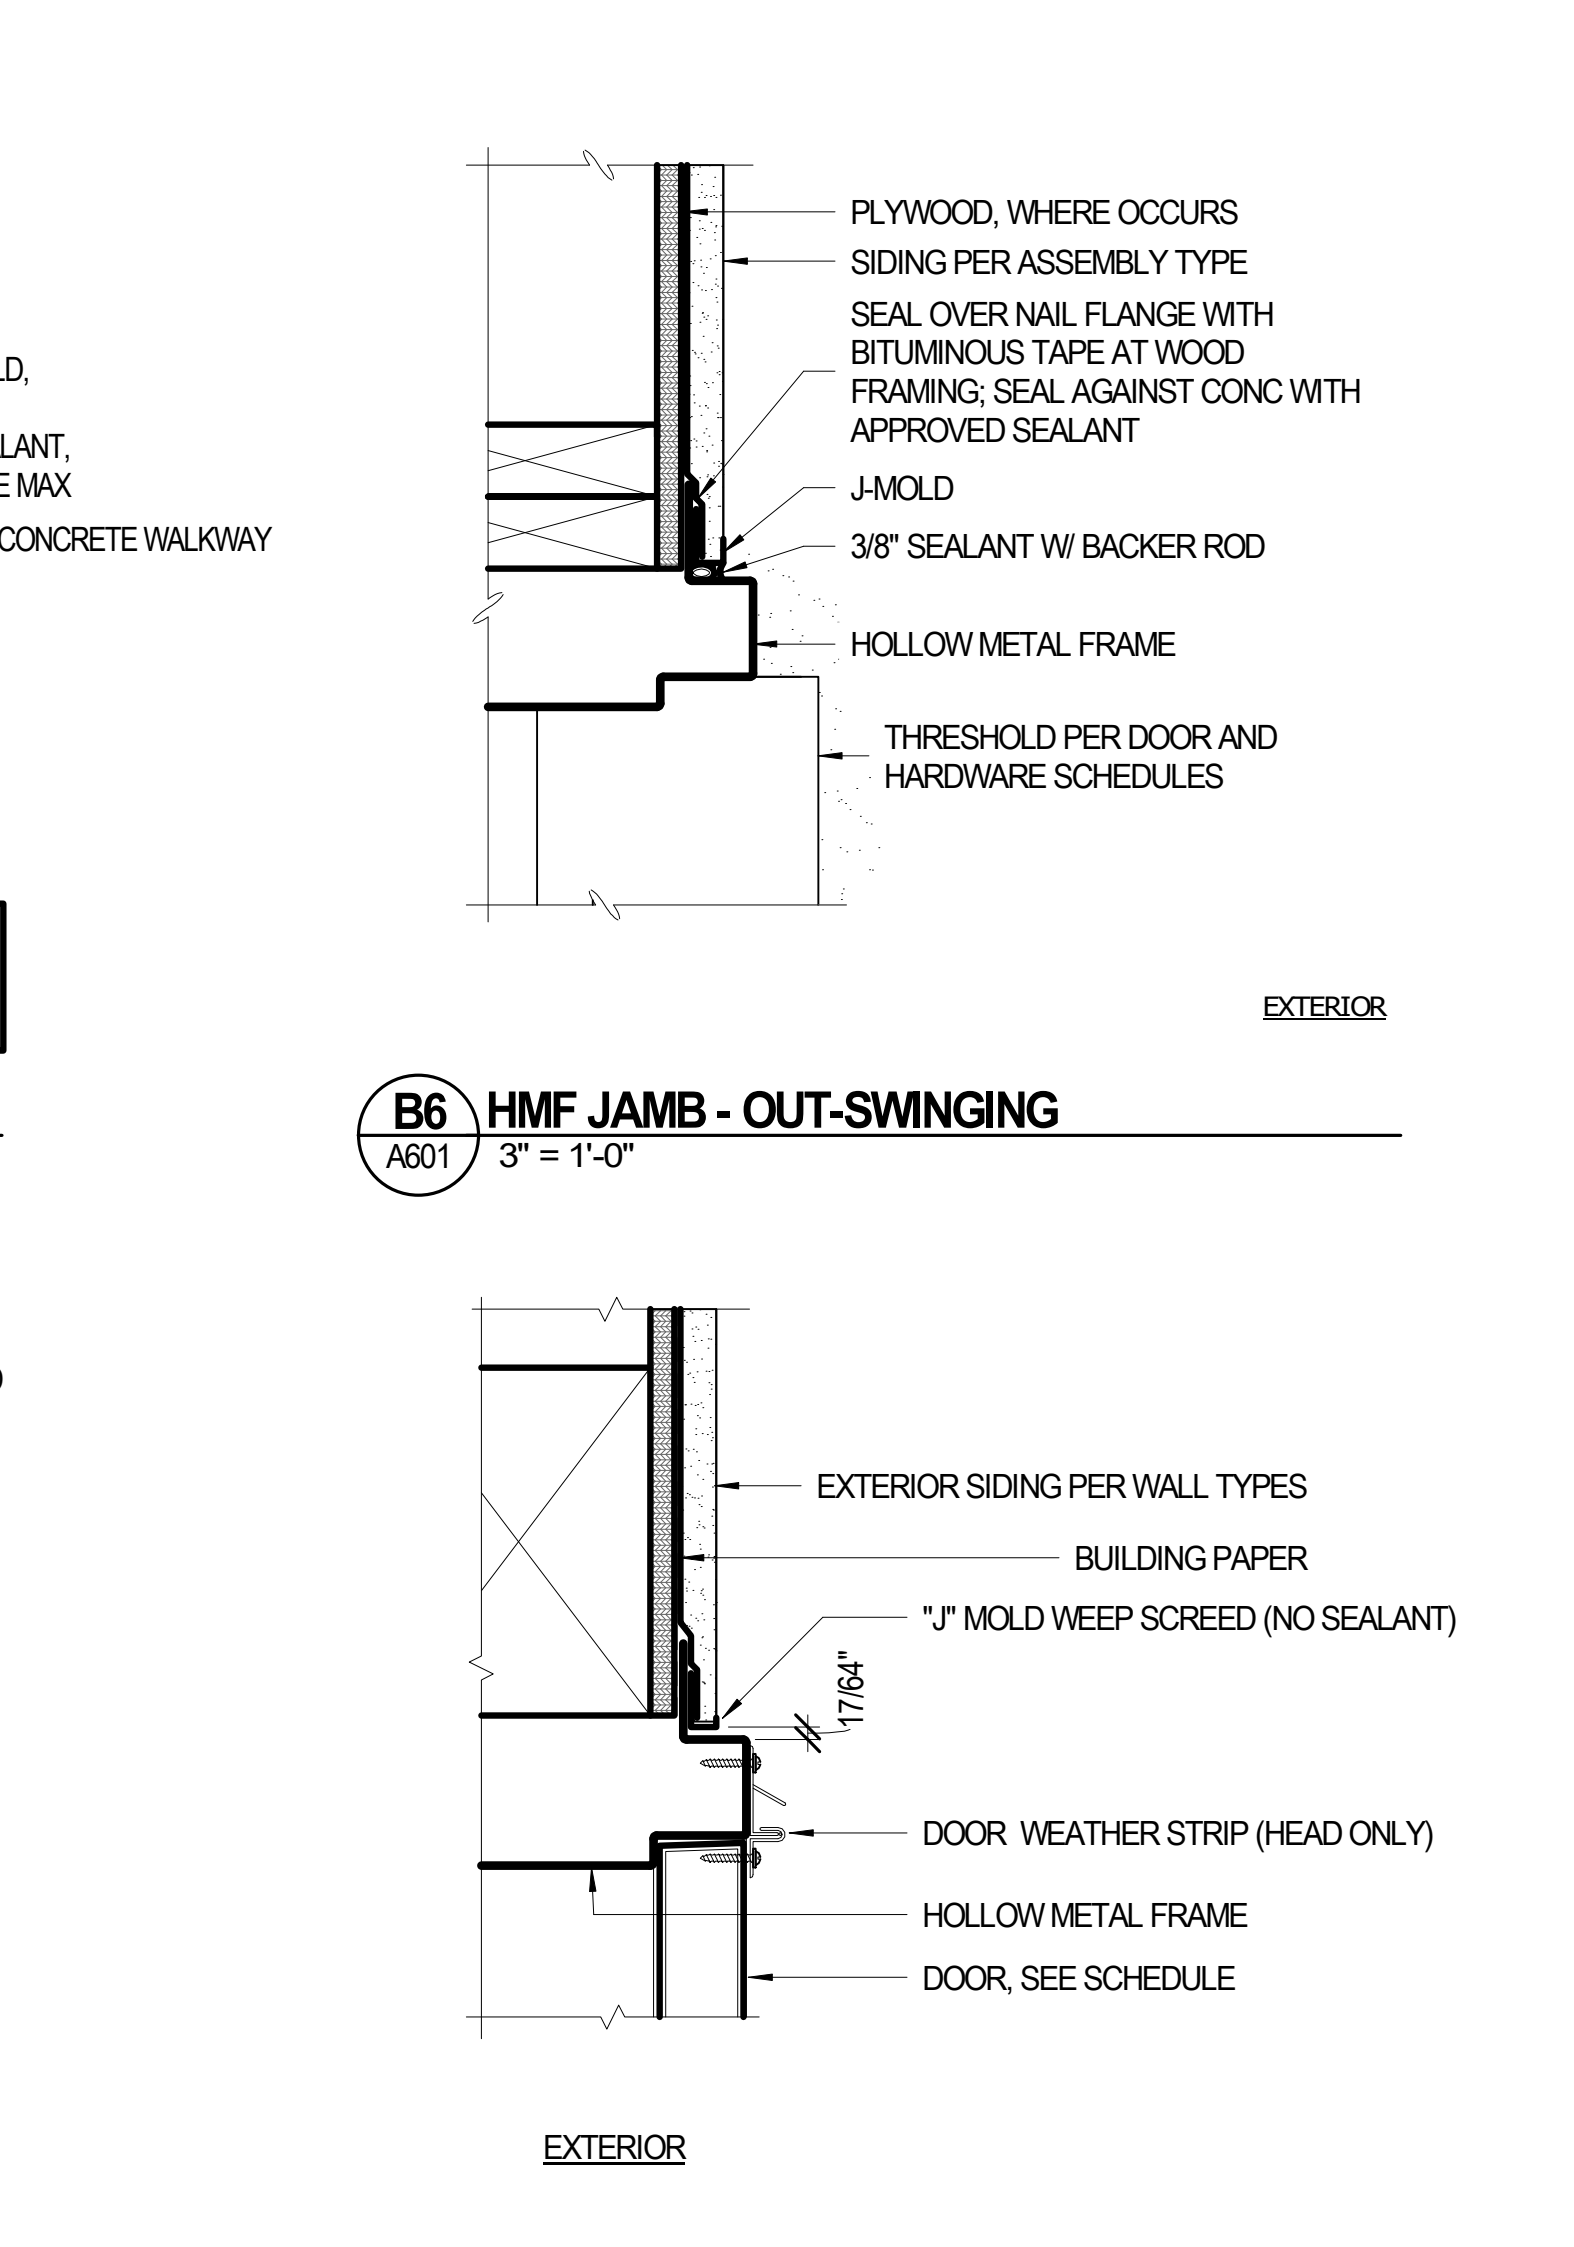 PLYWOOD, WHERE OCCURS
SIDING PER ASSEMBLY TYPE
SEAL OVER NAIL FLANGE WITH
BITUMINOUS TAPE AT WOOD
FRAMING; SEAL AGAINST CONC WITH
APPROVED SEALANT
J-MOLD
3/8" SEALANT W/ BACKER ROD
HOLLOW METAL FRAME
THRESHOLD PER DOOR AND
HARDWARE SCHEDULES
LD,
LANT,
E MAX
CONCRETE WALKWAY
EXTERIOR
B6
HMF JAMB - OUT-SWINGING
A601
3" = 1'-0"
EXTERIOR SIDING PER WALL TYPES
BUILDING PAPER
"J" MOLD WEEP SCREED (NO SEALANT)
17/64"
DOOR WEATHER STRIP (HEAD ONLY)
HOLLOW METAL FRAME
DOOR, SEE SCHEDULE
EXTERIOR